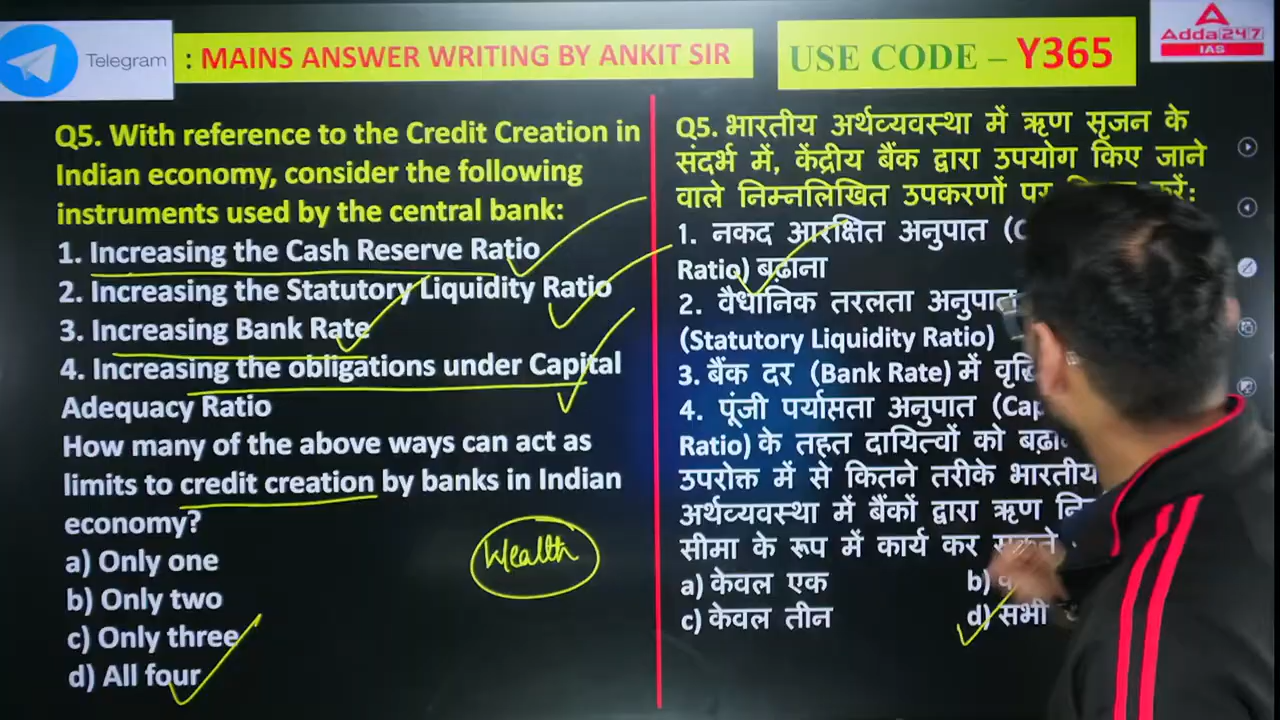 Telegram
: MAINS ANSWER WRITING BY ANKIT SIR
USE CODE – Y365
Adda247
IAS
Q5. With reference to the Credit Creation in
Indian economy, consider the following
instruments used by the central bank:
1. Increasing the Cash Reserve Ratio
2. Increasing the Statutory Liquidity Ratio
3. Increasing Bank Rate
4. Increasing the obligations under Capital
Adequacy Ratio
How many of the above ways can act as
limits to credit creation by banks in Indian
economy?
a) Only one
b) Only two
c) Only three
d) All four
Wealth
Q5. भारतीय अर्थव्यवस्था में ऋण सृजन के
संदर्भ में, केंद्रीय बैंक द्वारा उपयोग किए जाने
वाले निम्नलिखित उपकरणों पर करें:
1. नकद आरक्षित अनुपात
Ratio) बढ़ाना
2. वैधानिक तरलता अनुपात
(Statutory Liquidity Ratio)
3. बैंक दर (Bank Rate) में
4. पूंजी पर्याप्तता अनुपात
Ratio) के तहत दायित्वों को
उपरोक्त में से कितने तरीके भारतीय
अर्थव्यवस्था में बैंकों द्वारा ऋण
सीमा के रूप में कार्य कर सकते
a) केवल एक
b)
c) केवल तीन
d) सभी